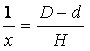 1/x = (D − d)/H